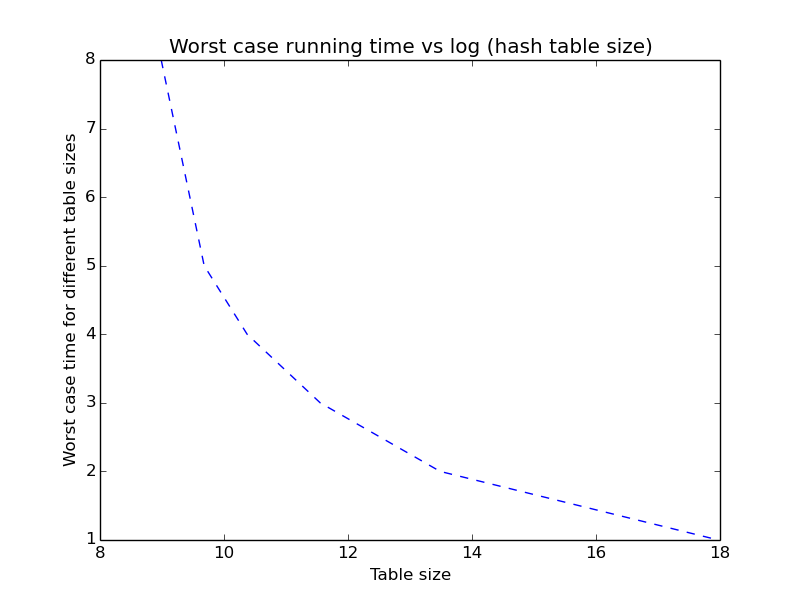 Worst case running time vs log (hash table size)
8
7
6
5
4
3
2
1
Worst case time for different table sizes
8 10 12 14 16 18
Table size